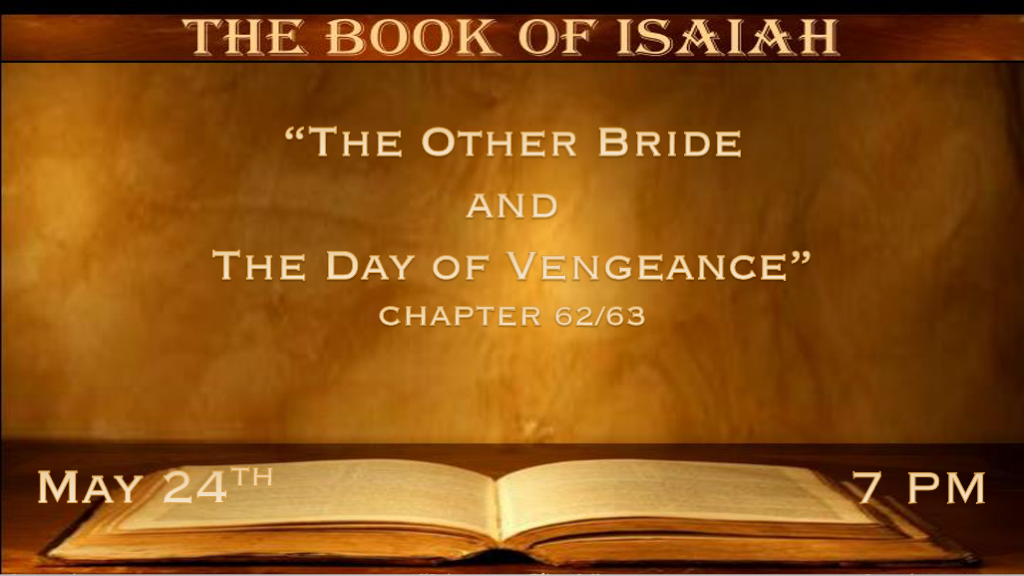 THE BOOK OF ISAIAH
“The Other Bride
and
The Day of Vengeance”
chapter 62/63
May 24th
7 PM